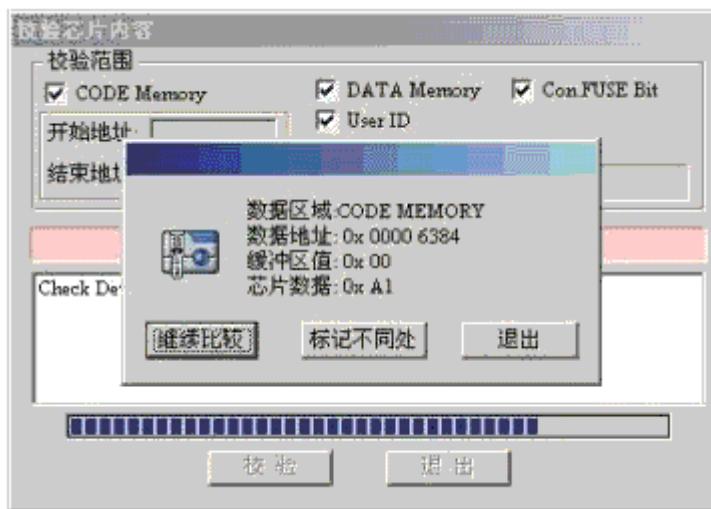 校验芯片内容
校验范围
CODE Memory
DATA Memory
Con.FUSE Bit
User ID
开始地址:
结束地址
数据区域:CODE MEMORY
数据地址: 0x 0000 6384
缓冲区值: 0x 00
芯片数据: 0x A1
Check De
继续比较
标记不同处
退出
校 验
退 出